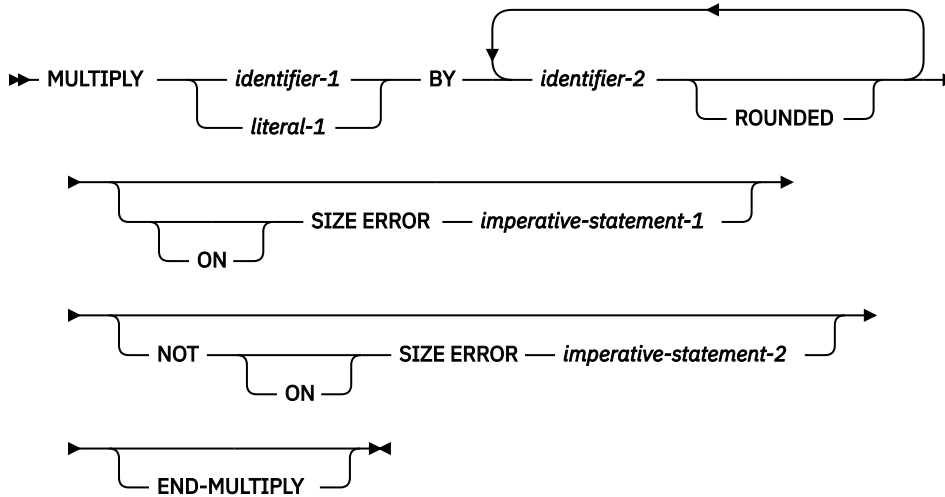 MULTIPLY identifier-1 BY identifier-2
literal-1 ROUNDED
SIZE ERROR imperative-statement-1
ON
NOT SIZE ERROR imperative-statement-2
ON
END-MULTIPLY